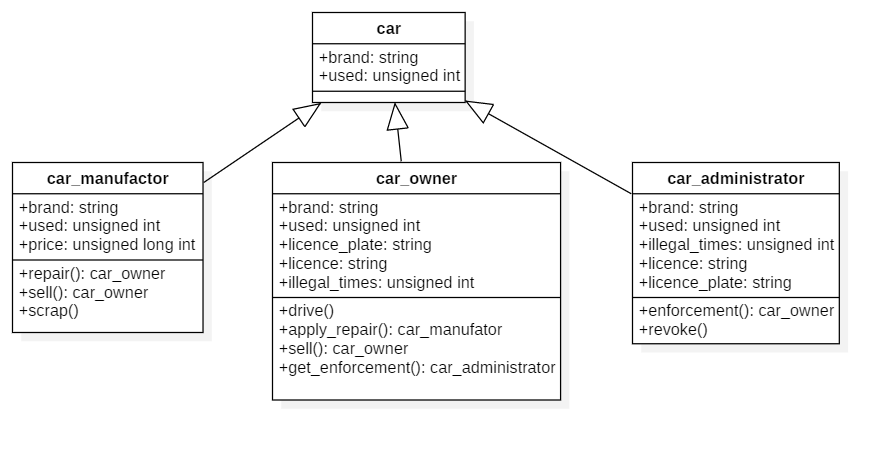 car
+brand: string
+used: unsigned int
car_manufactor
+brand: string
+used: unsigned int
+price: unsigned long int
+repair(): car_owner
+sell(): car_owner
+scrap()
car_owner
+brand: string
+used: unsigned int
+licence_plate: string
+licence: string
+illegal_times: unsigned int
+drive()
+apply_repair(): car_manufator
+sell(): car_owner
+get_enforcement(): car_administrator
car_administrator
+brand: string
+used: unsigned int
+illegal_times: unsigned int
+licence: string
+licence_plate: string
+enforcement(): car_owner
+revoke()